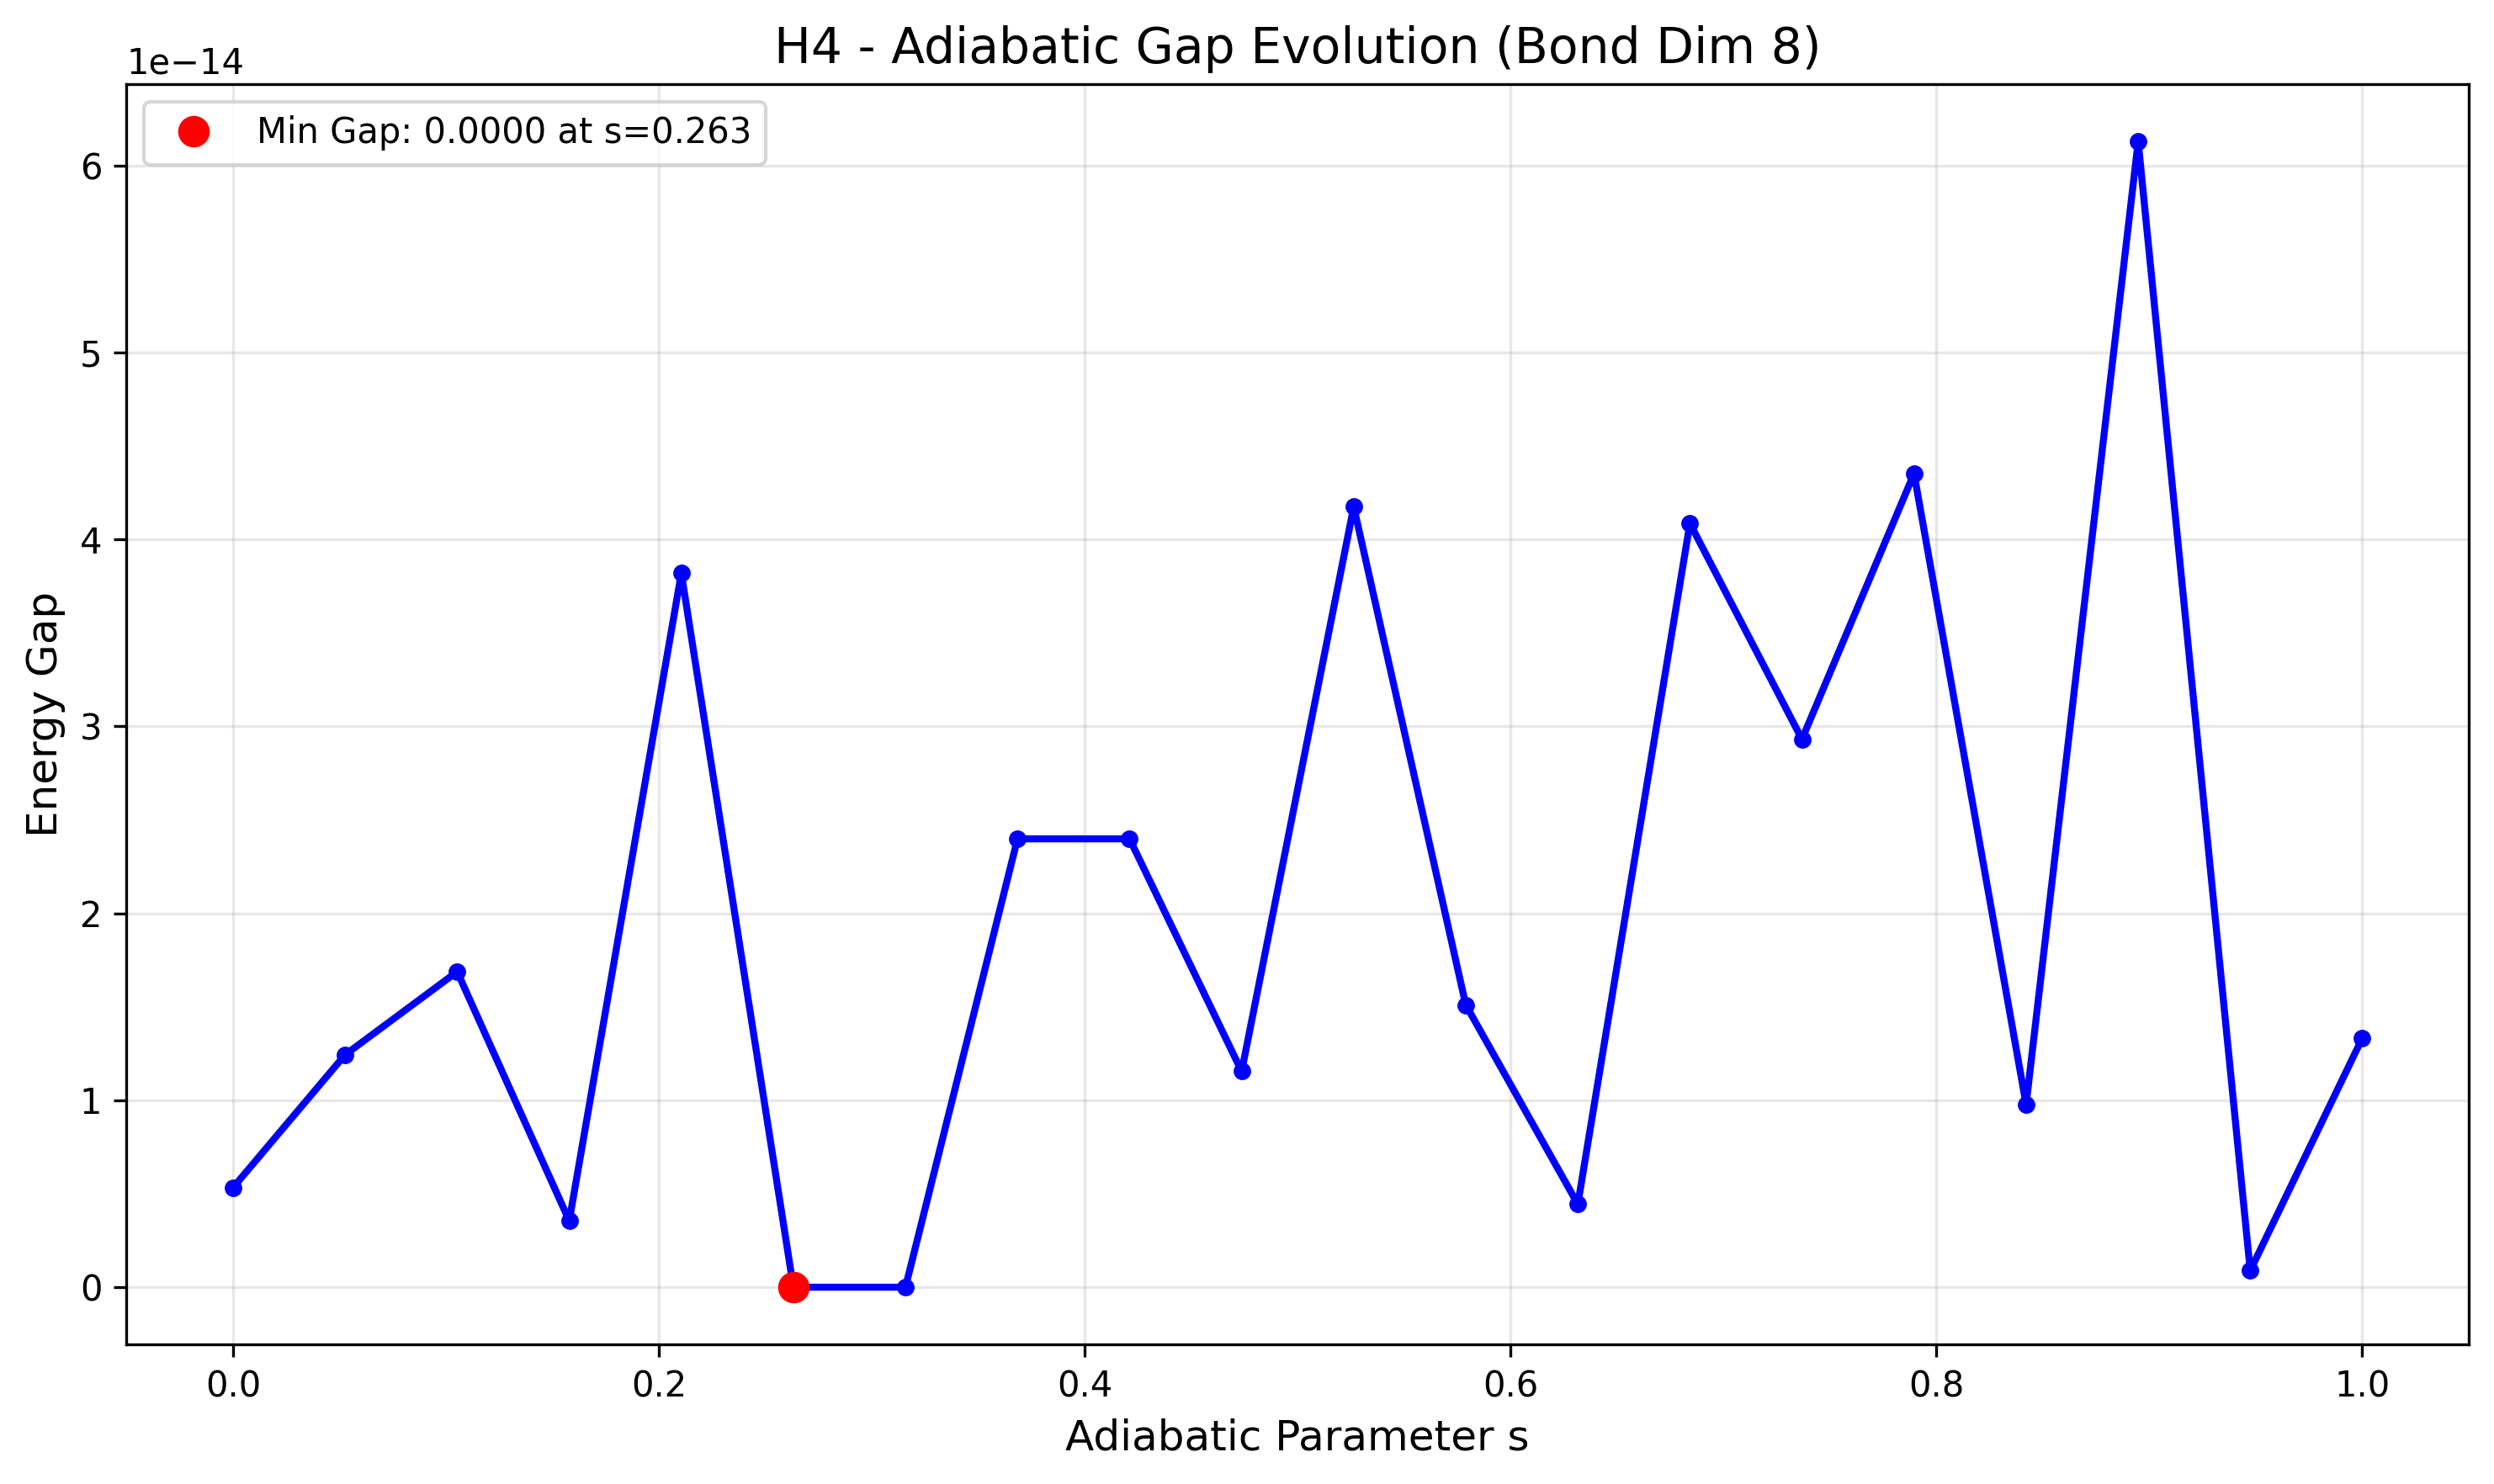 H4 - Adiabatic Gap Evolution (Bond Dim 8)
1e−14
Min Gap: 0.0000 at s=0.263
6
5
4
3
2
1
0
Energy Gap
0.0 0.2 0.4 0.6 0.8 1.0
Adiabatic Parameter s